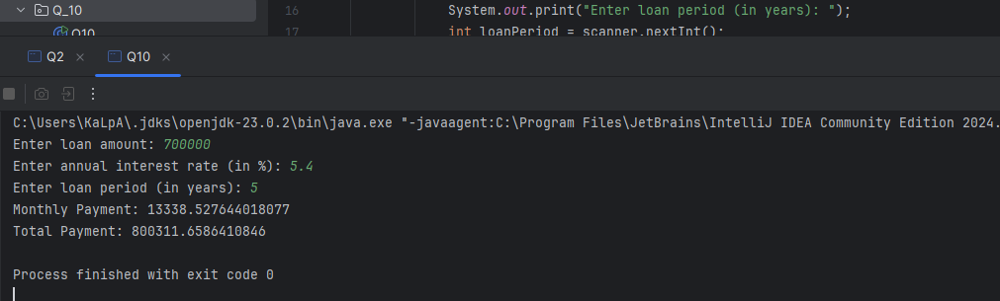 Q_10
16 System.out.print("Enter loan period (in years): ");
Q10
17 int loanPeriod = scanner.nextInt();
Q2 × Q10 ×
C:\Users\KaLpA\.jdks\openjdk-23.0.2\bin\java.exe "-javaagent:C:\Program Files\JetBrains\IntelliJ IDEA Community Edition 2024.
Enter loan amount: 700000
Enter annual interest rate (in %): 5.4
Enter loan period (in years): 5
Monthly Payment: 13338.527644018077
Total Payment: 800311.6586410846
Process finished with exit code 0